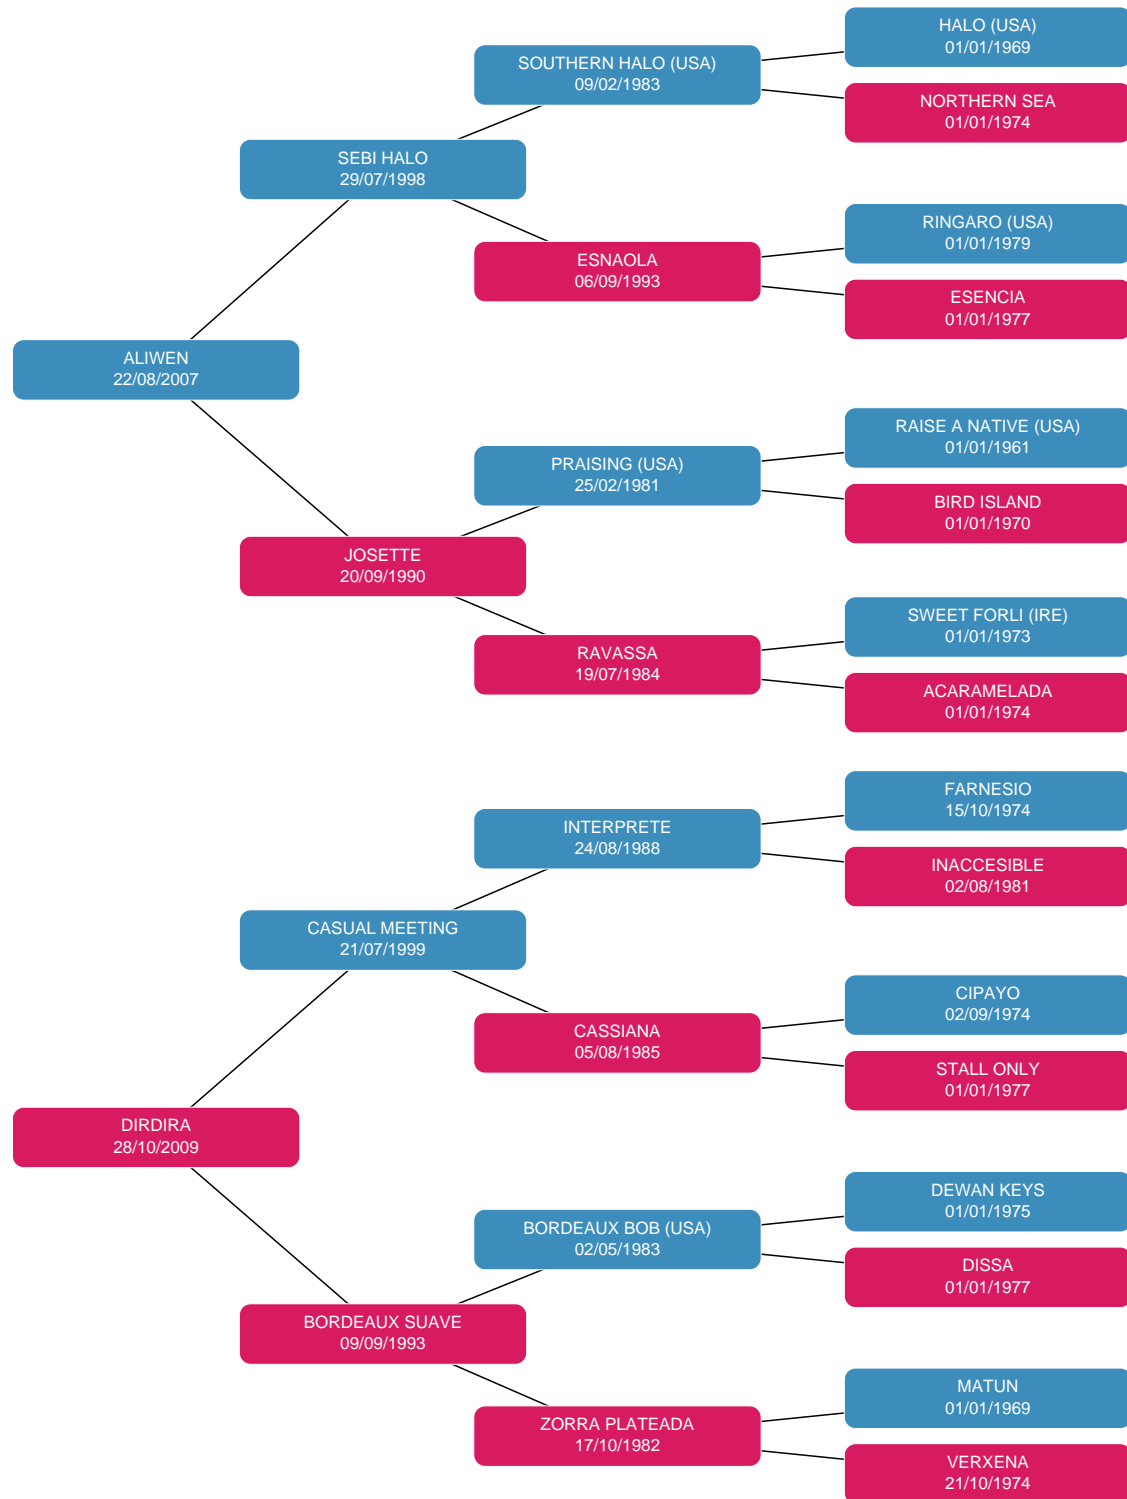 HALO (USA)
01/01/1969
SOUTHERN HALO (USA)
09/02/1983
NORTHERN SEA
01/01/1974
SEBI HALO
29/07/1998
RINGARO (USA)
01/01/1979
ESNAOLA
06/09/1993
ESENCIA
01/01/1977
ALIWEN
22/08/2007
RAISE A NATIVE (USA)
01/01/1961
PRAISING (USA)
25/02/1981
BIRD ISLAND
01/01/1970
JOSETTE
20/09/1990
SWEET FORLI (IRE)
01/01/1973
RAVASSA
19/07/1984
ACARAMELADA
01/01/1974
FARNESIO
15/10/1974
INTERPRETE
24/08/1988
INACCESIBLE
02/08/1981
CASUAL MEETING
21/07/1999
CIPAYO
02/09/1974
CASSIANA
05/08/1985
STALL ONLY
01/01/1977
DIRDIRA
28/10/2009
DEWAN KEYS
01/01/1975
BORDEAUX BOB (USA)
02/05/1983
DISSA
01/01/1977
BORDEAUX SUAVE
09/09/1993
MATUN
01/01/1969
ZORRA PLATEADA
17/10/1982
VERXENA
21/10/1974